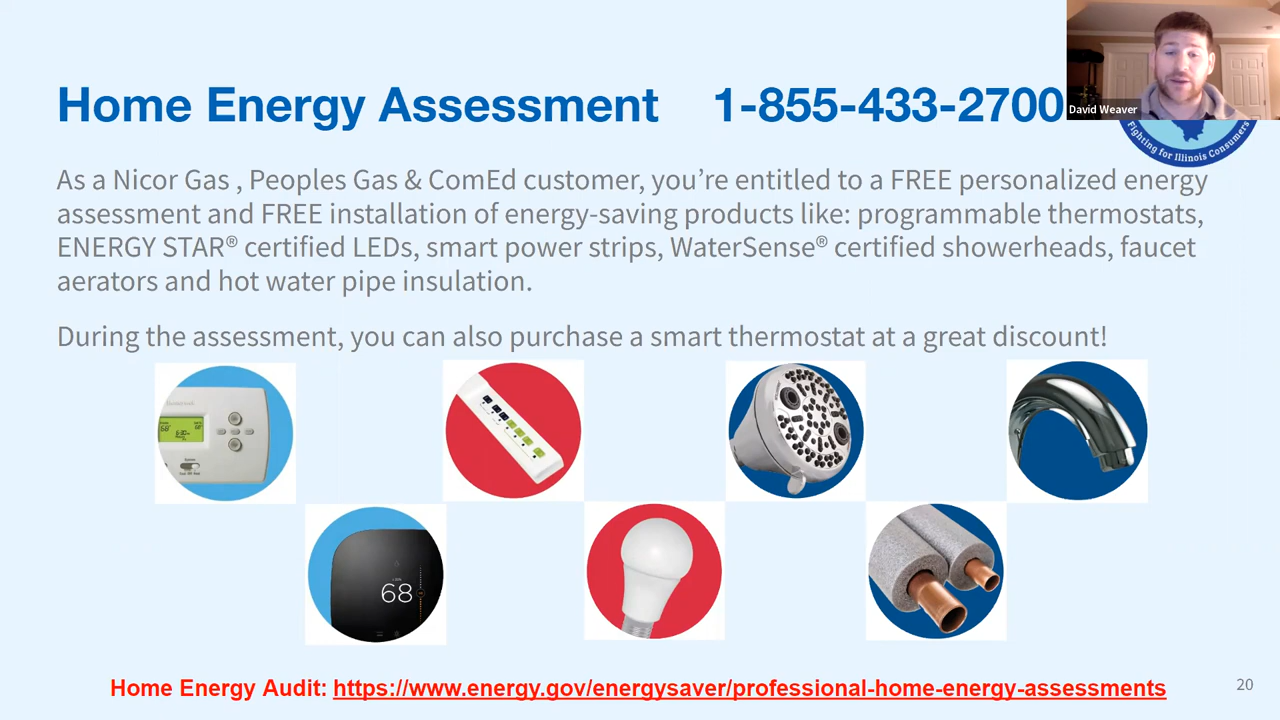 Home Energy Assessment 1-855-433-2700
David Weaver
Fighting for Illinois Consumers
As a Nicor Gas , Peoples Gas & ComEd customer, you’re entitled to a FREE personalized energy
assessment and FREE installation of energy-saving products like: programmable thermostats,
ENERGY STAR® certified LEDs, smart power strips, WaterSense® certified showerheads, faucet
aerators and hot water pipe insulation.
During the assessment, you can also purchase a smart thermostat at a great discount!
68
Home Energy Audit: https://www.energy.gov/energysaver/professional-home-energy-assessments
20